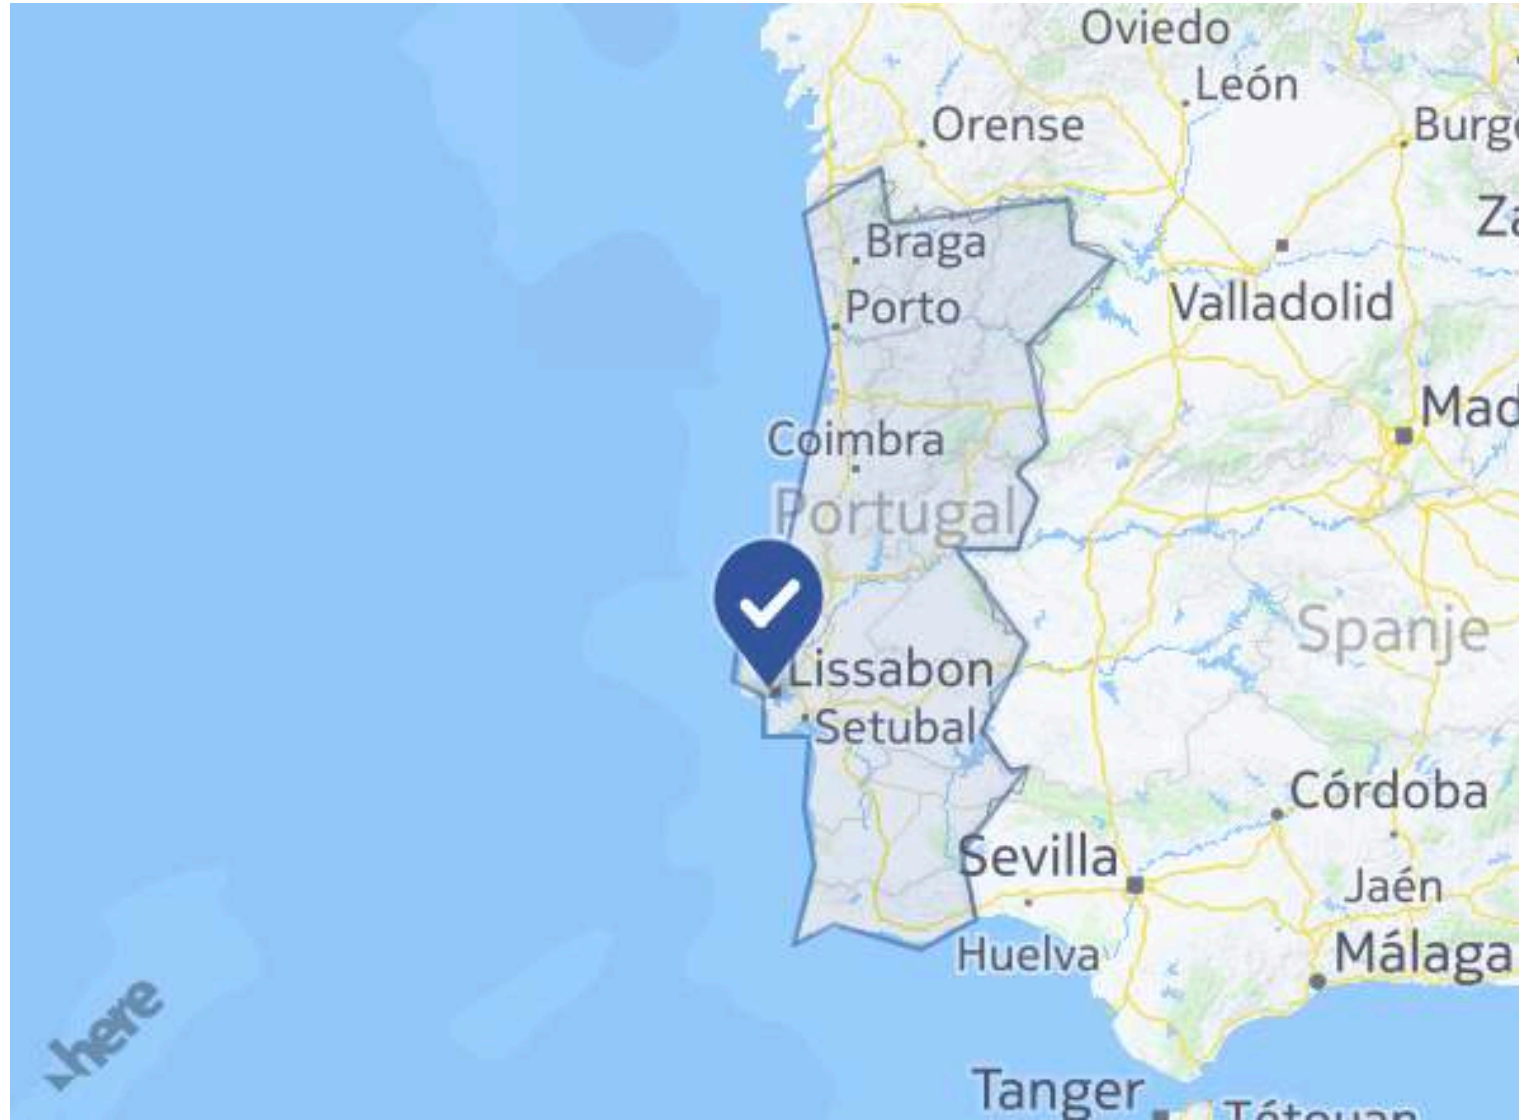 Oviedo
León
Orense
Burg
Za
Braga
Porto
Valladolid
Mad
Coimbra
Portugal
Spanje
Lissabon
Setubal
Córdoba
Sevilla
Jaén
Huelva
Málaga
here
Tanger
Tétouan